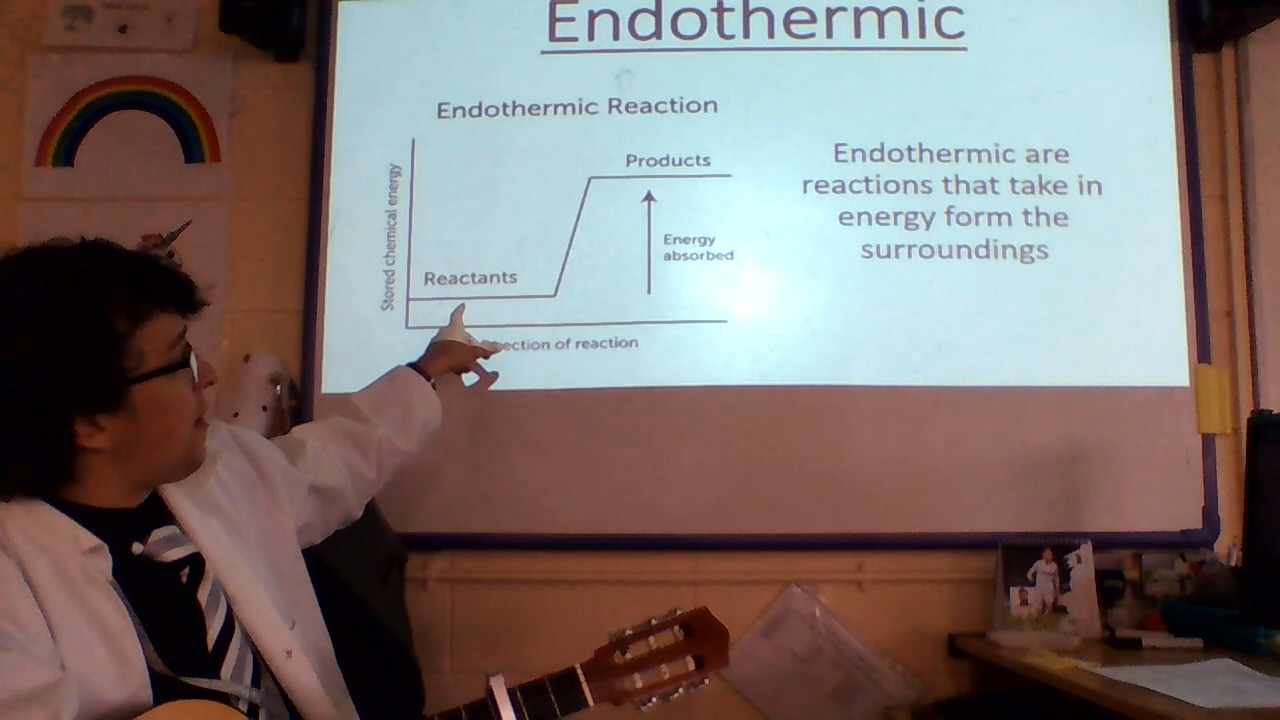 Endothermic
Endothermic Reaction
Stored chemical energy
Products
Energy
absorbed
Reactants
of reaction
Endothermic are
reactions that take in
energy form the
surroundings